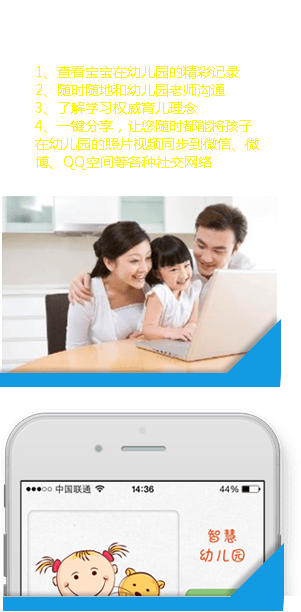 1、查看宝宝在幼儿园的精彩记录
2、随时随地和幼儿园老师沟通
3、了解学习权威育儿理念
4、一键分享，让您随时都能将孩子
在幼儿园的照片视频同步到微信、微
博、QQ空间等各种社交网络
中国联通 14:36 44%
智慧
幼儿园